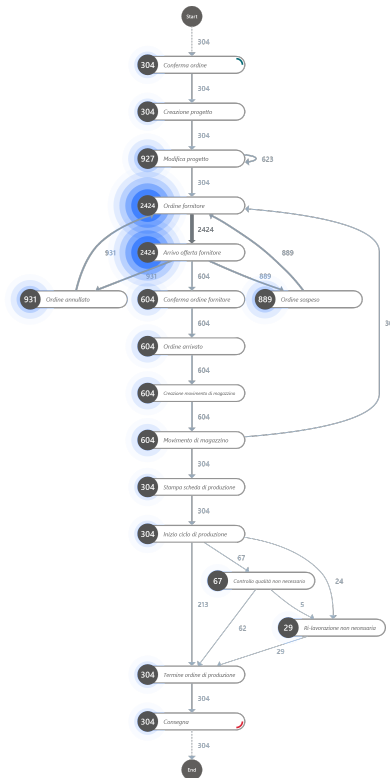 Start
304
304 Conferma ordine
304
304 Creazione progetto
304
927 Modifica progetto
623
304
2424 Ordine fornitore
2424
931
889
2424 Arrivo offerta fornitore
931
604
889
931 Ordine annullato
604 Conferma ordine fornitore
889 Ordine sospeso
604
604 Ordine arrivato
604
604 Creazione movimento di magazzino
604
604 Movimento di magazzino
304
304 Stampa scheda di produzione
304
304 Inizio ciclo di produzione
67
67 Controllo qualità non necessario
24
213
5
62
29 Ri-lavorazione non necessaria
29
304 Termine ordine di produzione
304
304 Consegna
304
End